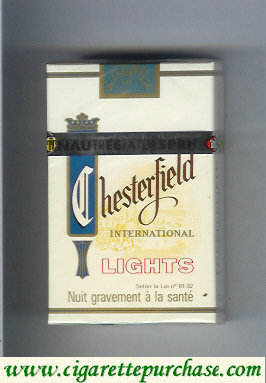 Chesterfield
INTERNATIONAL
LIGHTS
Selon la Loi n° 91-32
Nuit gravement à la santé
www.cigarettepurchase.com